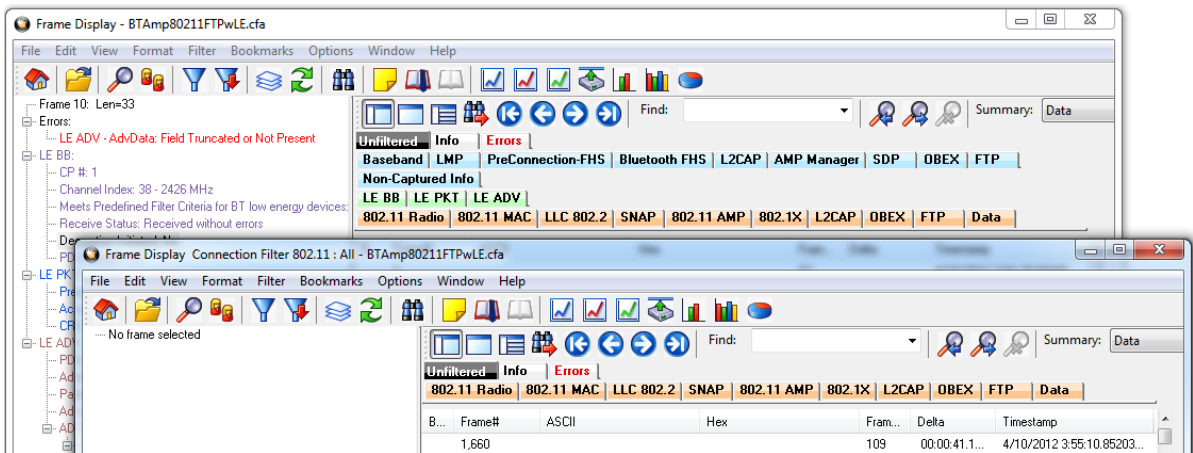 Frame Display - BTAmp80211FTPwLE.cfa
File Edit View Format Filter Bookmarks Options Window Help
Frame 10: Len=33
Errors:
LE ADV - AdvData: Field Truncated or Not Present
LE BB:
CP #: 1
Channel Index: 38 - 2426 MHz
Meets Predefined Filter Criteria for BT low energy devices:
Receive Status: Received without errors
LE PK
LE AD
Find:
Summary: Data
Unfiltered Info Errors
Baseband LMP PreConnection-FHS Bluetooth FHS L2CAP AMP Manager SDP OBEX FTP
Non-Captured Info
LE BB LE PKT LE ADV
802.11 Radio 802.11 MAC LLC 802.2 SNAP 802.11 AMP 802.1X L2CAP OBEX FTP Data
Frame Display Connection Filter 802.11 : All - BTAmp80211FTPwLE.cfa
File Edit View Format Filter Bookmarks Options Window Help
No frame selected
Find:
Summary: Data
Unfiltered Info Errors
802.11 Radio 802.11 MAC LLC 802.2 SNAP 802.11 AMP 802.1X L2CAP OBEX FTP Data
B... Frame# ASCII Hex Fram... Delta Timestamp
1,660 109 00:00:41.1... 4/10/2012 3:55:10.85203...